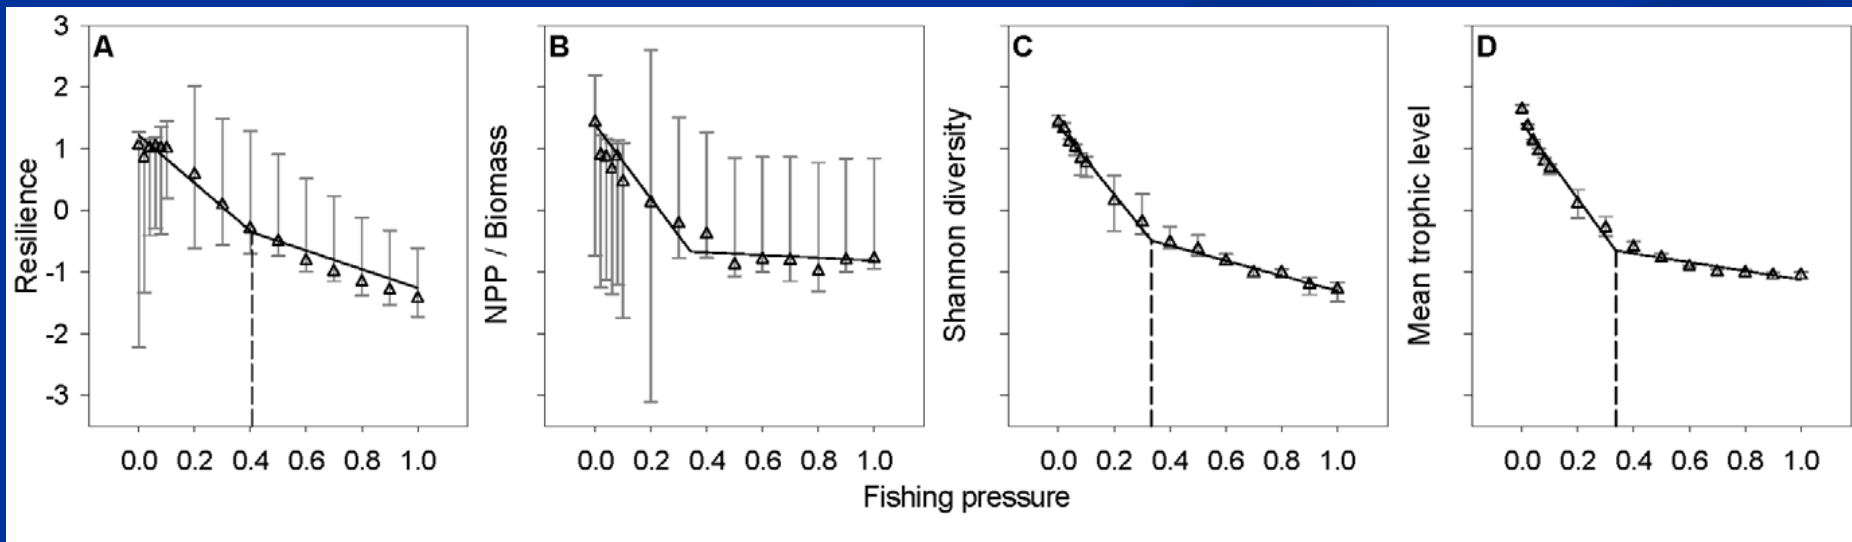 A
B
C
D
Resilience
3
2
1
0
-1
-2
-3
0.0 0.2 0.4 0.6 0.8 1.0
NPP / Biomass
0.0 0.2 0.4 0.6 0.8 1.0
Shannon diversity
0.0 0.2 0.4 0.6 0.8 1.0
Mean trophic level
0.0 0.2 0.4 0.6 0.8 1.0
Fishing pressure